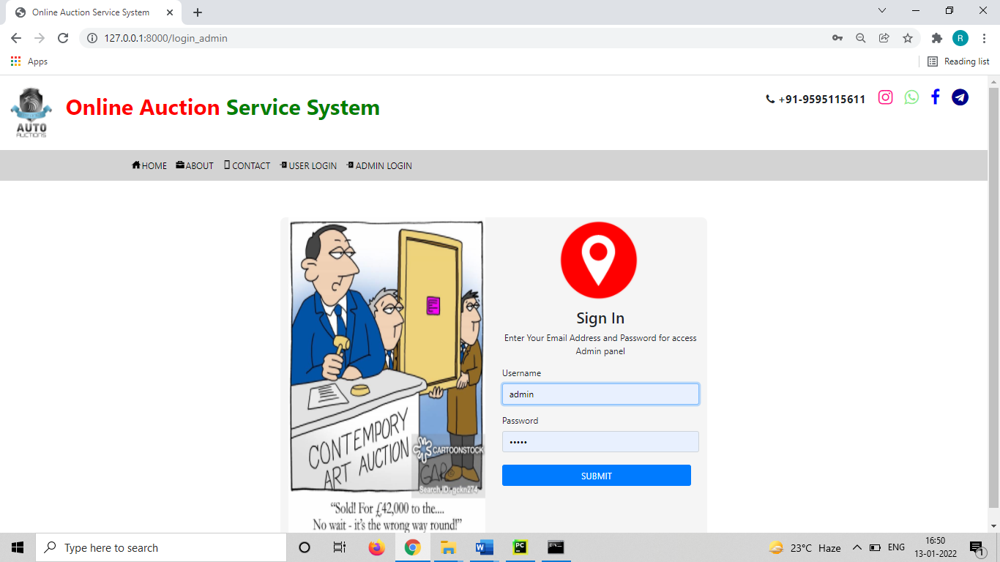 Online Auction Service System
127.0.0.1:8000/login_admin
R
Apps
Reading list
AUTO
AUCTIONS
Online Auction Service System
+91-9595115611
HOME
ABOUT
CONTACT
USER LOGIN
ADMIN LOGIN
CONTEMPORY
ART AUCTION
CARTOONSTOCK
Search ID: gckn274
“Sold! For £42,000 to the....
No wait - it's the wrong way round!”
Sign In
Enter Your Email Address and Password for access
Admin panel
Username
admin
Password
•••••
SUBMIT
Type here to search
W
PC
23°C Haze
ENG
16:50
13-01-2022
1